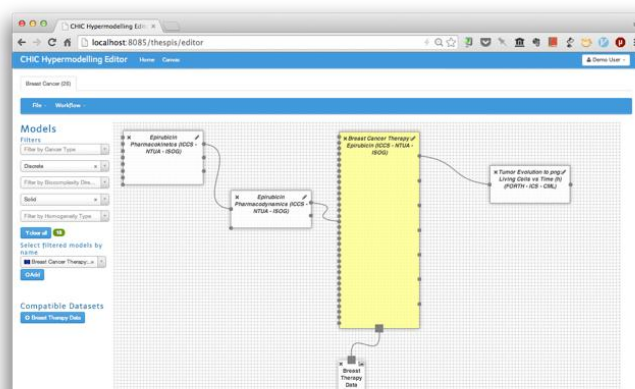 CHIC Hypermodelling Edit
localhost:8085/thespis/editor
CHIC Hypermodelling Editor Home Canvas
Demo User
Breast Cancer (28)
File Workflow
Models
Filters
Filter by Cancer Type
Discrete
Filter by Biocomplexity Dire...
Solid
Filter by Homogeneity Type
Clear all
Select filtered models by
name
Breast Cancer Therapy:..
Add
Compatible Datasets
Breast Therapy Data
Epirubicin
Pharmacokinetics (ICCS -
NTUA - ISOG)
Epirubicin
Pharmacodynamics (ICCS -
NTUA - ISOG)
Breast Cancer Therapy
Epirubicin (ICCS - NTUA -
ISOG)
Tumor Evolution to png
Living Cells vs Time (h)
(FORTH - ICS - CML)
Breast
Therapy
Data